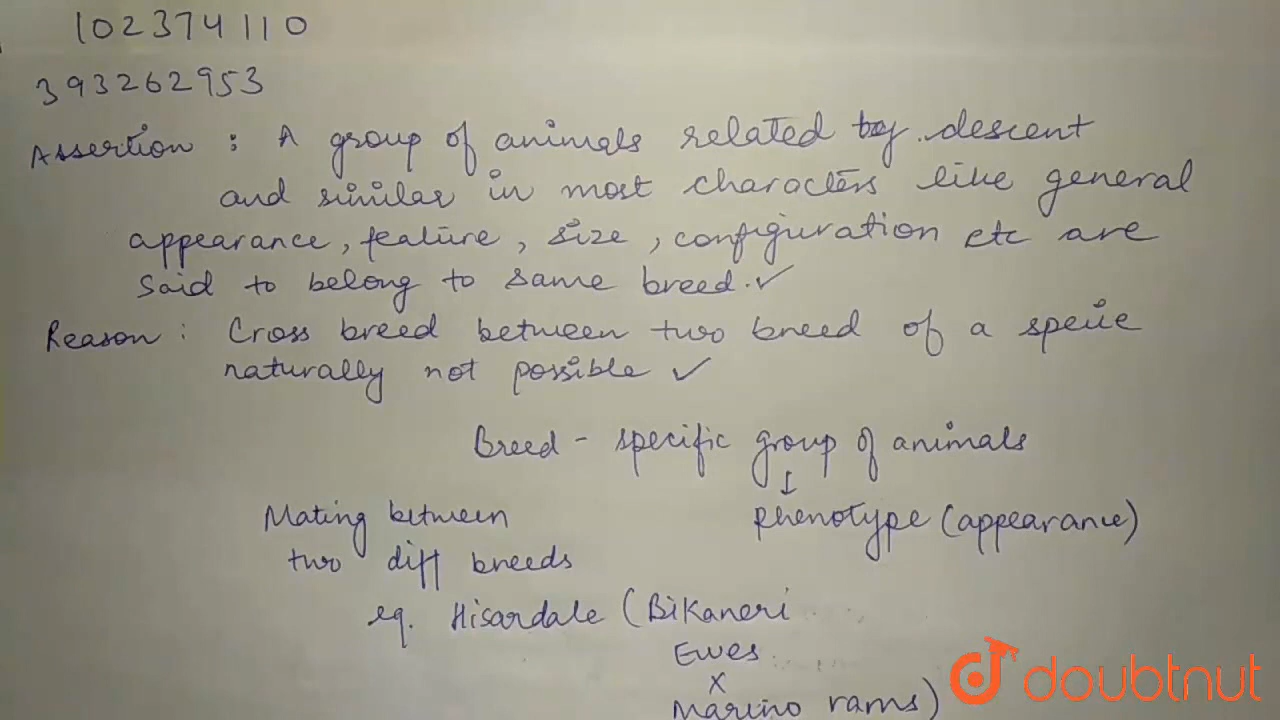 102374110
393262953
Assertion : A group of animals related by descent
and similar in most characters like general
appearance, feature, size, configuration etc are
said to belong to same breed. ✓
Reason : Cross breed between two breed of a specie
naturally not possible ✓
Breed - specific group of animals
↓
Mating between
phenotype (appearance)
two diff breeds
eg. Hisardale (Bikaneri
Ewes
x
Marino rams)
doubtnut